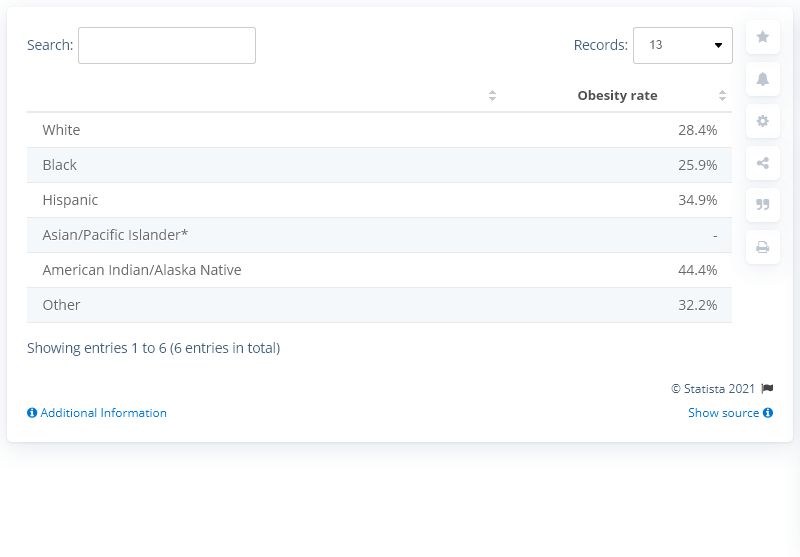 Search:
Records: 13
Obesity rate
White 28.4%
Black 25.9%
Hispanic 34.9%
Asian/Pacific Islander* -
American Indian/Alaska Native 44.4%
Other 32.2%
Showing entries 1 to 6 (6 entries in total)
© Statista 2021
Additional Information Show source